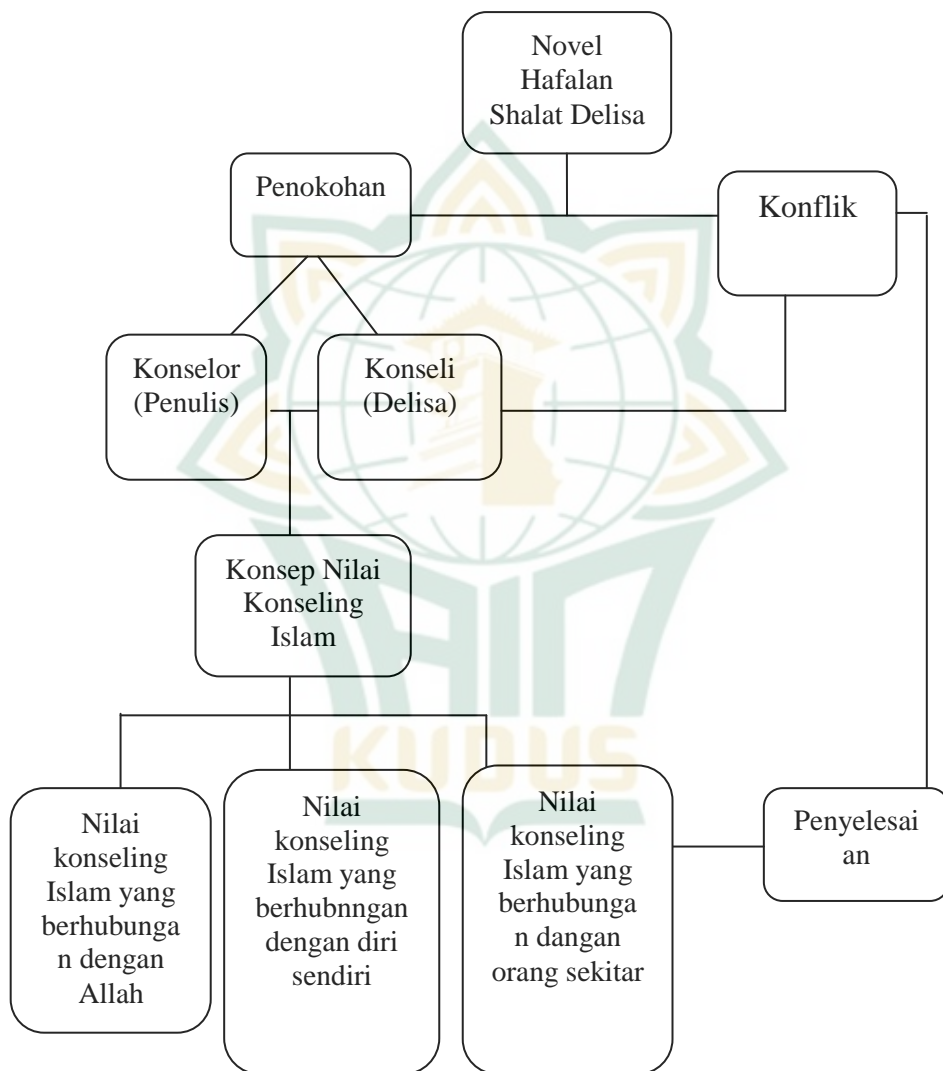 Novel
Hafalan
Shalat Delisa
Penokohan
Konflik
Konselor
(Penulis)
Konseli
(Delisa)
Konsep Nilai
Konseling
Islam
Nilai
konseling
Islam yang
berhubunga
n dengan
Allah
Nilai
konseling
Islam yang
berhubnngan
dengan diri
sendiri
Nilai
konseling
Islam yang
berhubunga
n dangan
orang sekitar
Penyelesai
an
IAIN
KUDUS